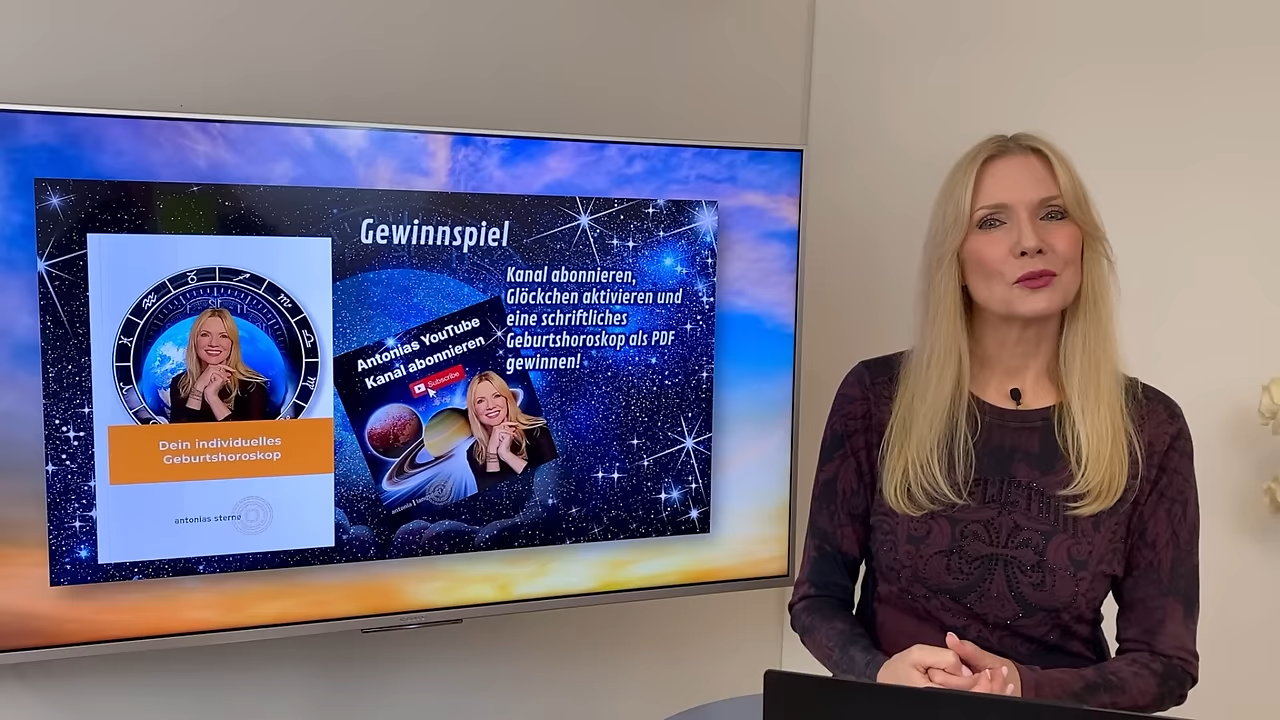 Gewinnspiel
Kanal abonnieren,
Glöckchen aktivieren und
eine schriftliches
Geburtshoroskop als PDF
gewinnen!
Antonias YouTube
Kanal abonnieren
Subscribe
Dein individuelles
Geburtshoroskop
antonias sterne